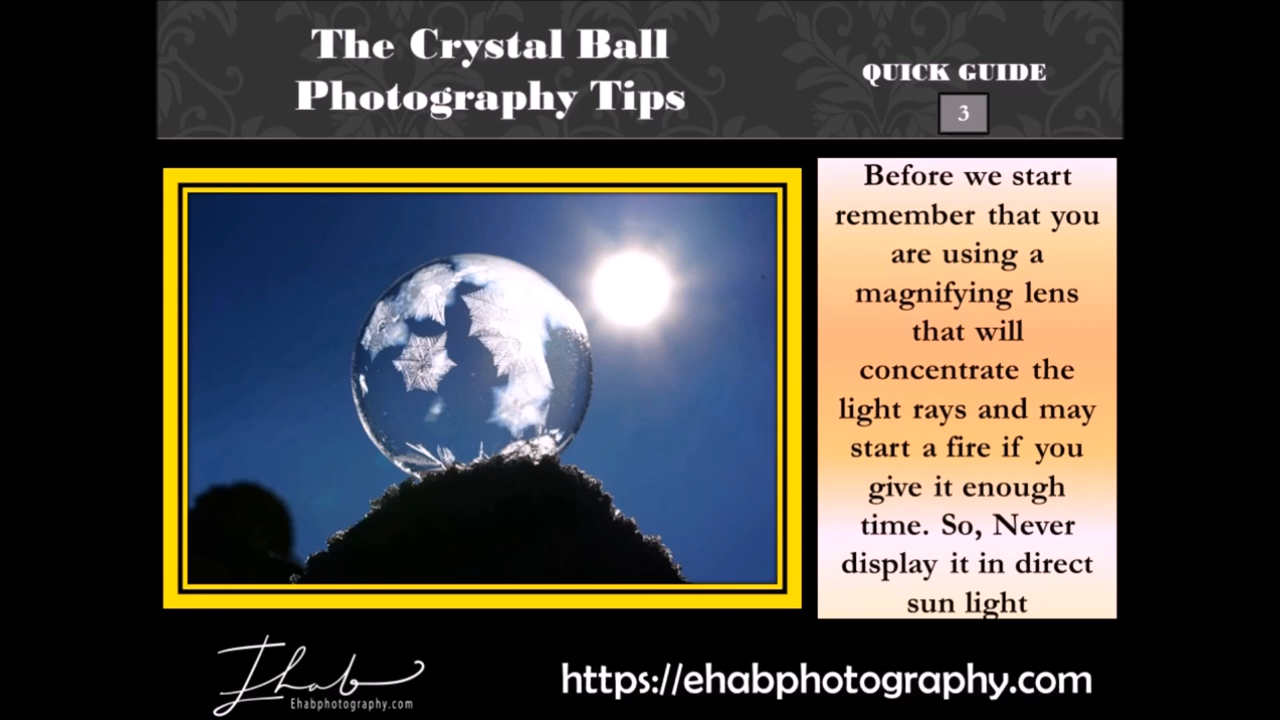 The Crystal Ball
Photography Tips
QUICK GUIDE
3
Before we start
remember that you
are using a
magnifying lens
that will
concentrate the
light rays and may
start a fire if you
give it enough
time. So, Never
display it in direct
sun light
Ehab
Ehabphotography.com
https://ehabphotography.com